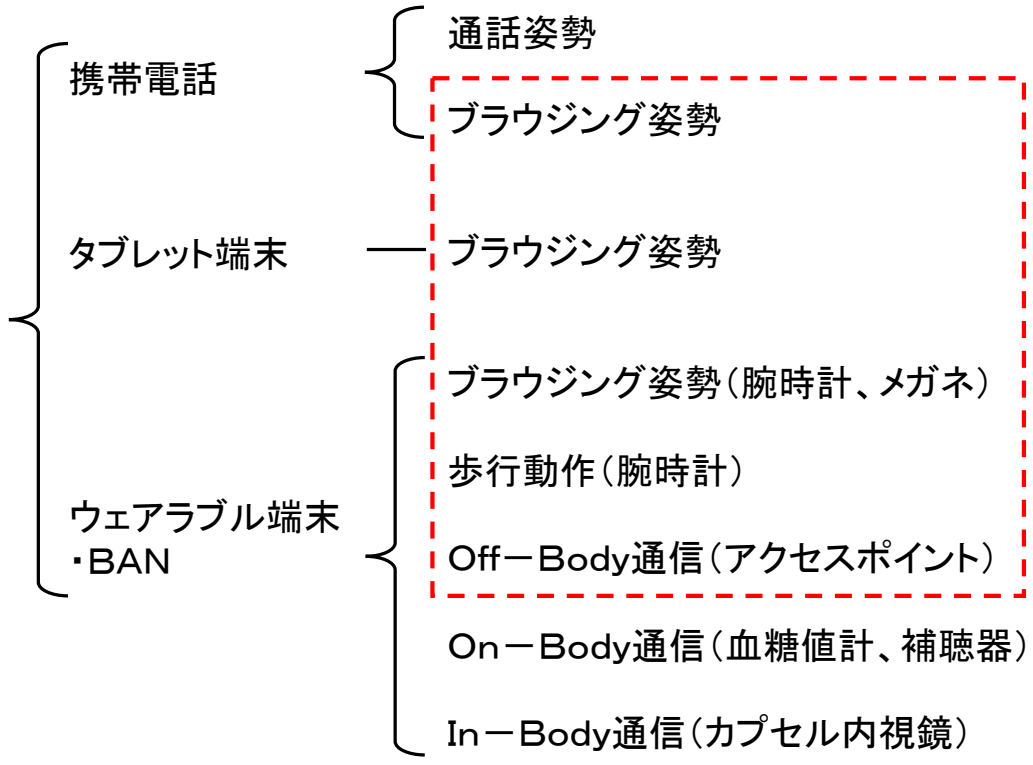 携帯電話
通話姿勢
ブラウジング姿勢
タブレット端末
ブラウジング姿勢
ウェアラブル端末
・BAN
ブラウジング姿勢(腕時計、メガネ)
歩行動作(腕時計)
Off-Body通信(アクセスポイント)
On-Body通信(血糖値計、補聴器)
In-Body通信(カプセル内視鏡)